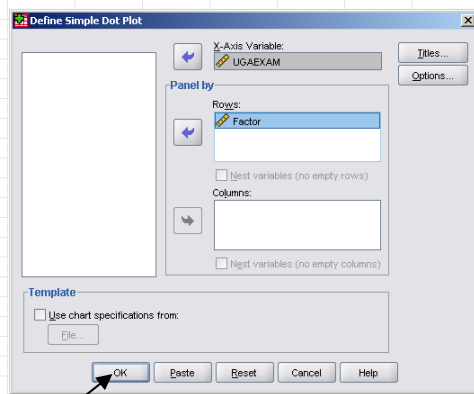 Define Simple Dot Plot
X-Axis Variable:
UGAEXAM
Titles...
Options...
Panel by
Rows:
Factor
Nest variables (no empty rows)
Columns:
Nest variables (no empty columns)
Template
Use chart specifications from:
File...
OK
Paste
Reset
Cancel
Help